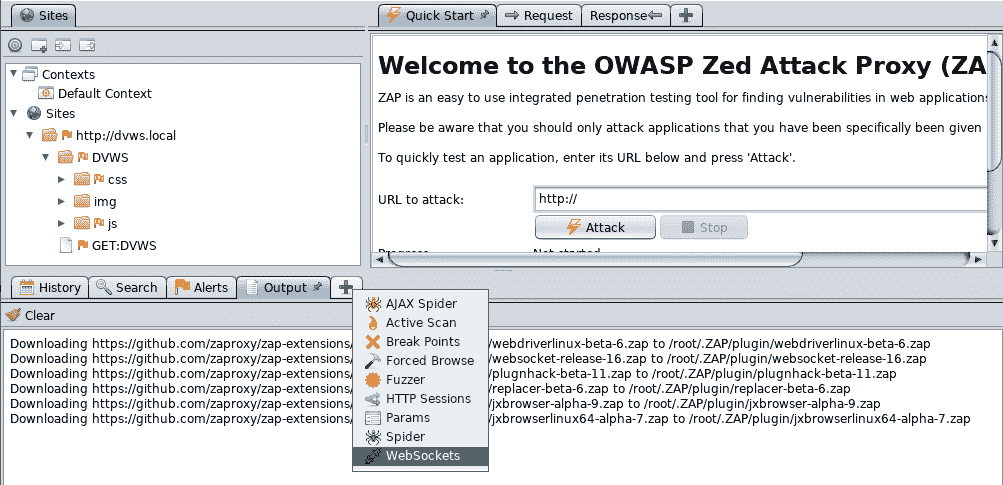 Sites
Contexts
Default Context
Sites
http://dvws.local
DVWS
css
img
js
GET:DVWS
Quick Start
Request
Response
Welcome to the OWASP Zed Attack Proxy (ZA
ZAP is an easy to use integrated penetration testing tool for finding vulnerabilities in web applications
Please be aware that you should only attack applications that you have been specifically been given
To quickly test an application, enter its URL below and press 'Attack'.
URL to attack:
http://
Attack
Stop
Progress
Not started
History
Search
Alerts
Output
Clear
Downloading https://github.com/zaproxy/zap-extensions/ /webdriverlinux-beta-6.zap to /root/.ZAP/plugin/webdriverlinux-beta-6.zap
Downloading https://github.com/zaproxy/zap-extensions/ /websocket-release-16.zap to /root/.ZAP/plugin/websocket-release-16.zap
Downloading https://github.com/zaproxy/zap-extensions/ /plugnhack-beta-11.zap to /root/.ZAP/plugin/plugnhack-beta-11.zap
Downloading https://github.com/zaproxy/zap-extensions/ /replacer-beta-6.zap to /root/.ZAP/plugin/replacer-beta-6.zap
Downloading https://github.com/zaproxy/zap-extensions/ /jxbrowser-alpha-9.zap to /root/.ZAP/plugin/jxbrowser-alpha-9.zap
Downloading https://github.com/zaproxy/zap-extensions/ /jxbrowserlinux64-alpha-7.zap to /root/.ZAP/plugin/jxbrowserlinux64-alpha-7.zap
AJAX Spider
Active Scan
Break Points
Forced Browse
Fuzzer
HTTP Sessions
Params
Spider
WebSockets